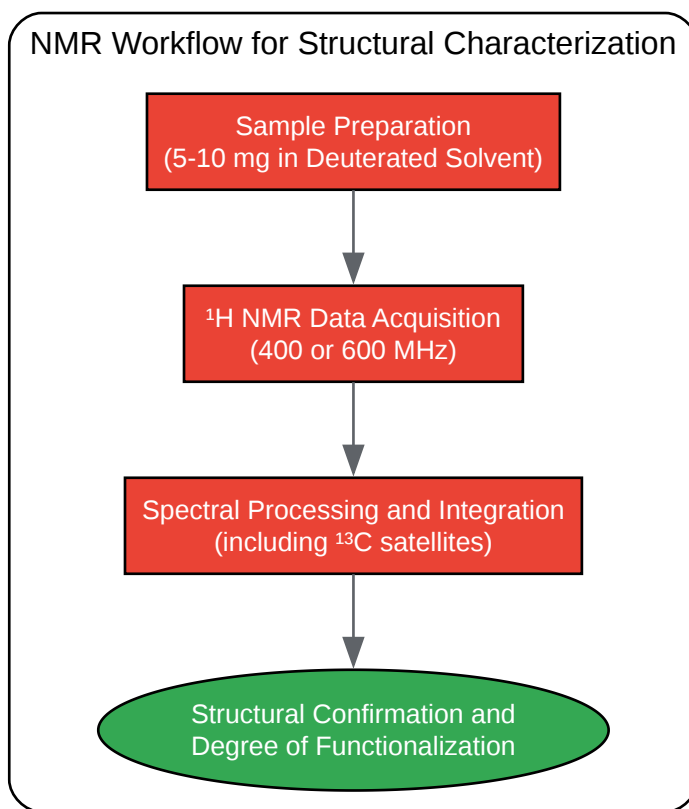 NMR Workflow for Structural Characterization
Sample Preparation
(5-10 mg in Deuterated Solvent)
¹H NMR Data Acquisition
(400 or 600 MHz)
Spectral Processing and Integration
(including ¹³C satellites)
Structural Confirmation and
Degree of Functionalization